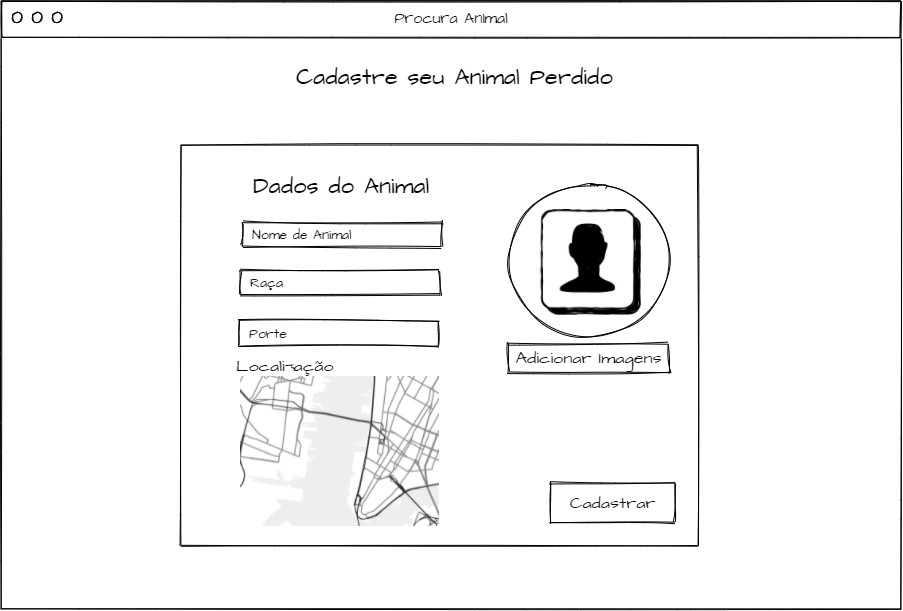 Procura Animal
Cadastre seu Animal Perdido
Dados do Animal
Nome de Animal
Raça
Porte
Localização
Adicionar Imagens
Cadastrar